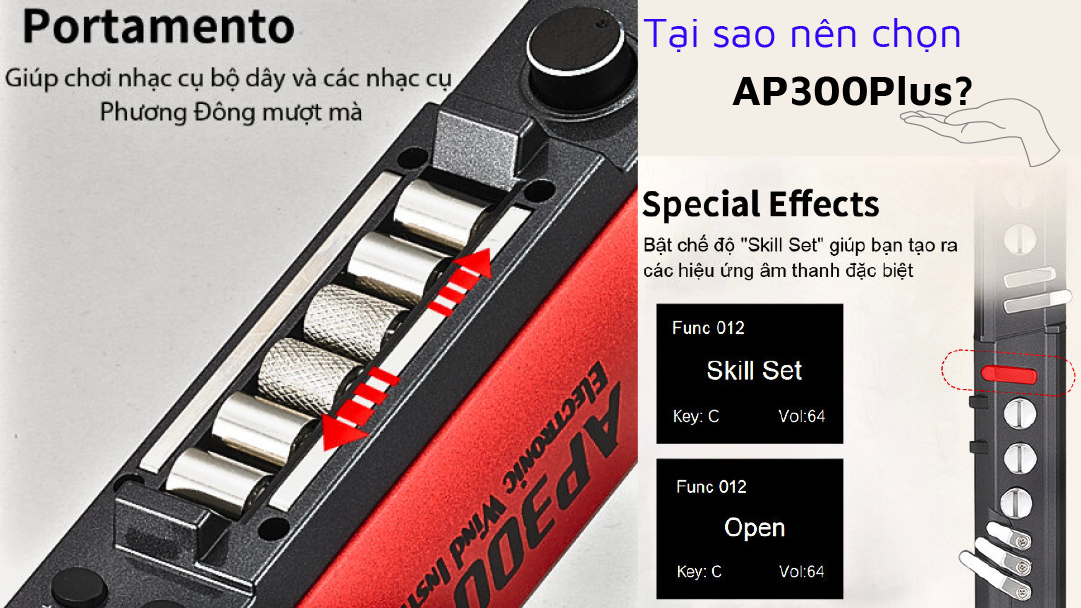 Portamento
Giúp chơi nhạc cụ bộ dây và các nhạc cụ
Phương Đông mượt mà
AP300
ELECTRONIC WIND
Tại sao nên chọn
AP300Plus?
Special Effects
Bật chế độ "Skill Set" giúp bạn tạo ra
các hiệu ứng âm thanh đặc biệt
Func 012
Skill Set
Key: C Vol:64
Func 012
Open
Key: C Vol:64